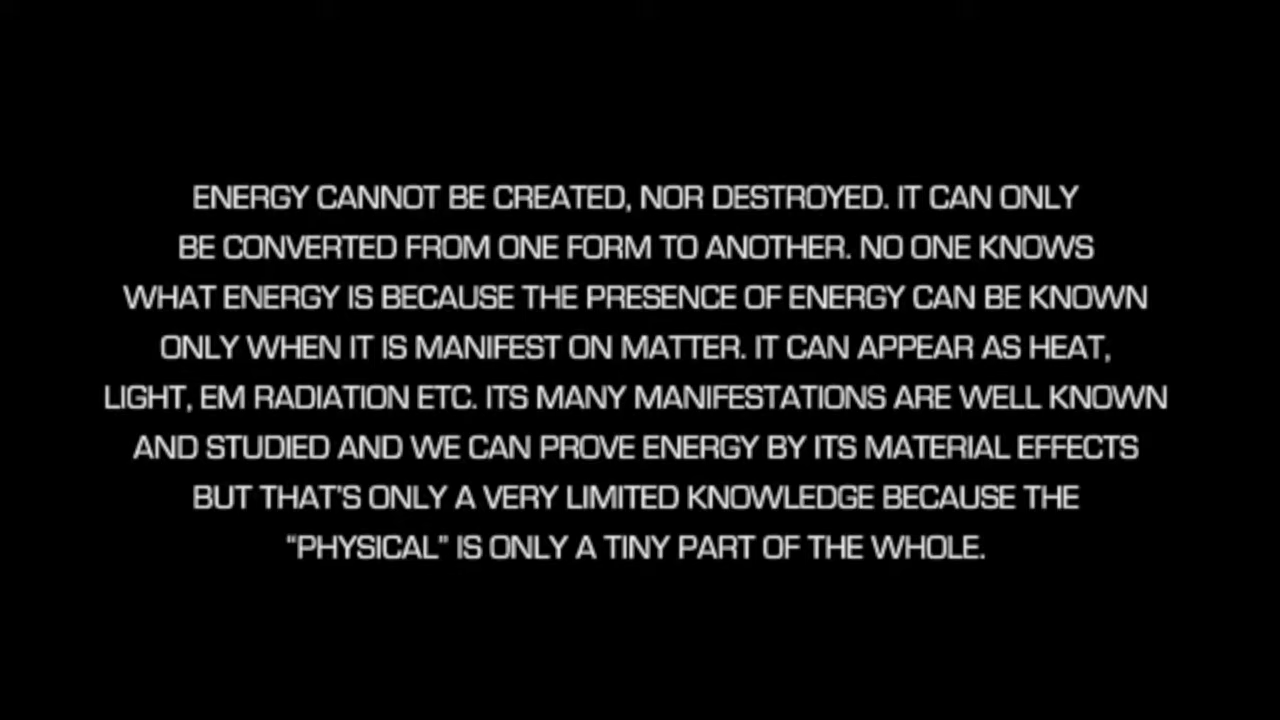 ENERGY CANNOT BE CREATED, NOR DESTROYED. IT CAN ONLY
BE CONVERTED FROM ONE FORM TO ANOTHER. NO ONE KNOWS
WHAT ENERGY IS BECAUSE THE PRESENCE OF ENERGY CAN BE KNOWN
ONLY WHEN IT IS MANIFEST ON MATTER. IT CAN APPEAR AS HEAT,
LIGHT, EM RADIATION ETC. ITS MANY MANIFESTATIONS ARE WELL KNOWN
AND STUDIED AND WE CAN PROVE ENERGY BY ITS MATERIAL EFFECTS
BUT THAT'S ONLY A VERY LIMITED KNOWLEDGE BECAUSE THE
“PHYSICAL” IS ONLY A TINY PART OF THE WHOLE.